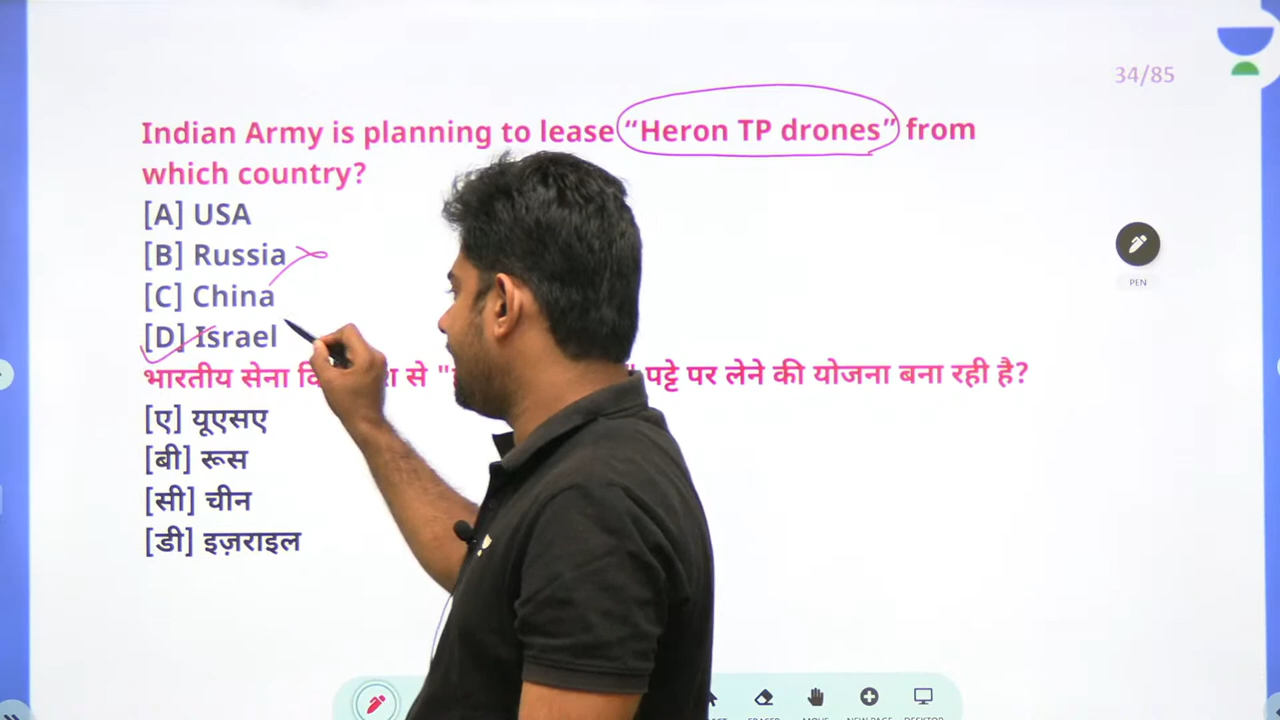 34/85
Indian Army is planning to lease “Heron TP drones” from
which country?
[A] USA
[B] Russia
[C] China
[D] Israel
भारतीय सेना से " " पट्टे पर लेने की योजना बना रही है?
[ए] यूएसए
[बी] रूस
[सी] चीन
[डी] इज़राइल
PEN